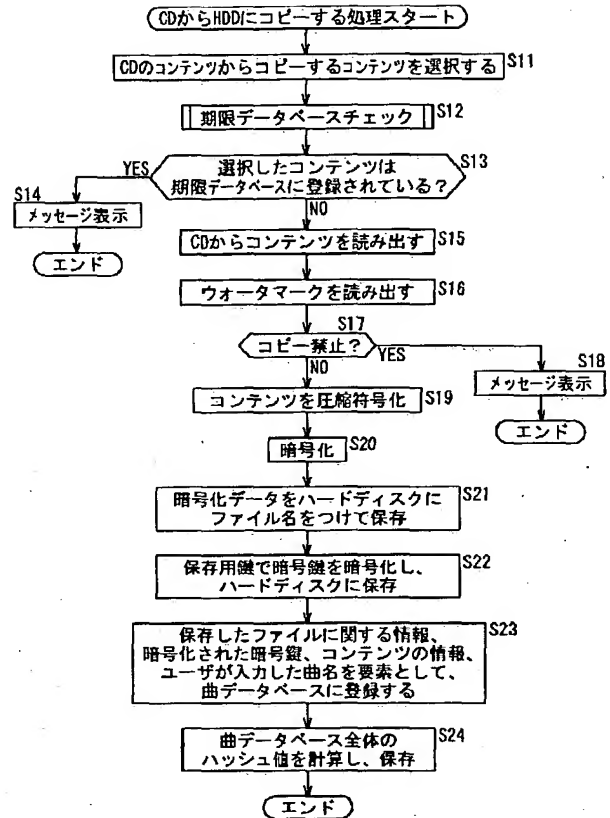 CDからHDDにコピーする処理スタート
CDのコンテンツからコピーするコンテンツを選択する
S11
期限データベースチェック
S12
選択したコンテンツは
期限データベースに登録されている?
S13
YES
S14
メッセージ表示
エンド
NO
CDからコンテンツを読み出す
S15
ウォータマークを読み出す
S16
S17
コピー禁止?
YES
S18
メッセージ表示
エンド
NO
コンテンツを圧縮符号化
S19
暗号化
S20
暗号化データをハードディスクに
ファイル名をつけて保存
S21
保存用鍵で暗号鍵を暗号化し、
ハードディスクに保存
S22
保存したファイルに関する情報、
暗号化された暗号鍵、コンテンツの情報、
ユーザが入力した曲名を要素として、
曲データベースに登録する
S23
曲データベース全体の
ハッシュ値を計算し、保存
S24
エンド